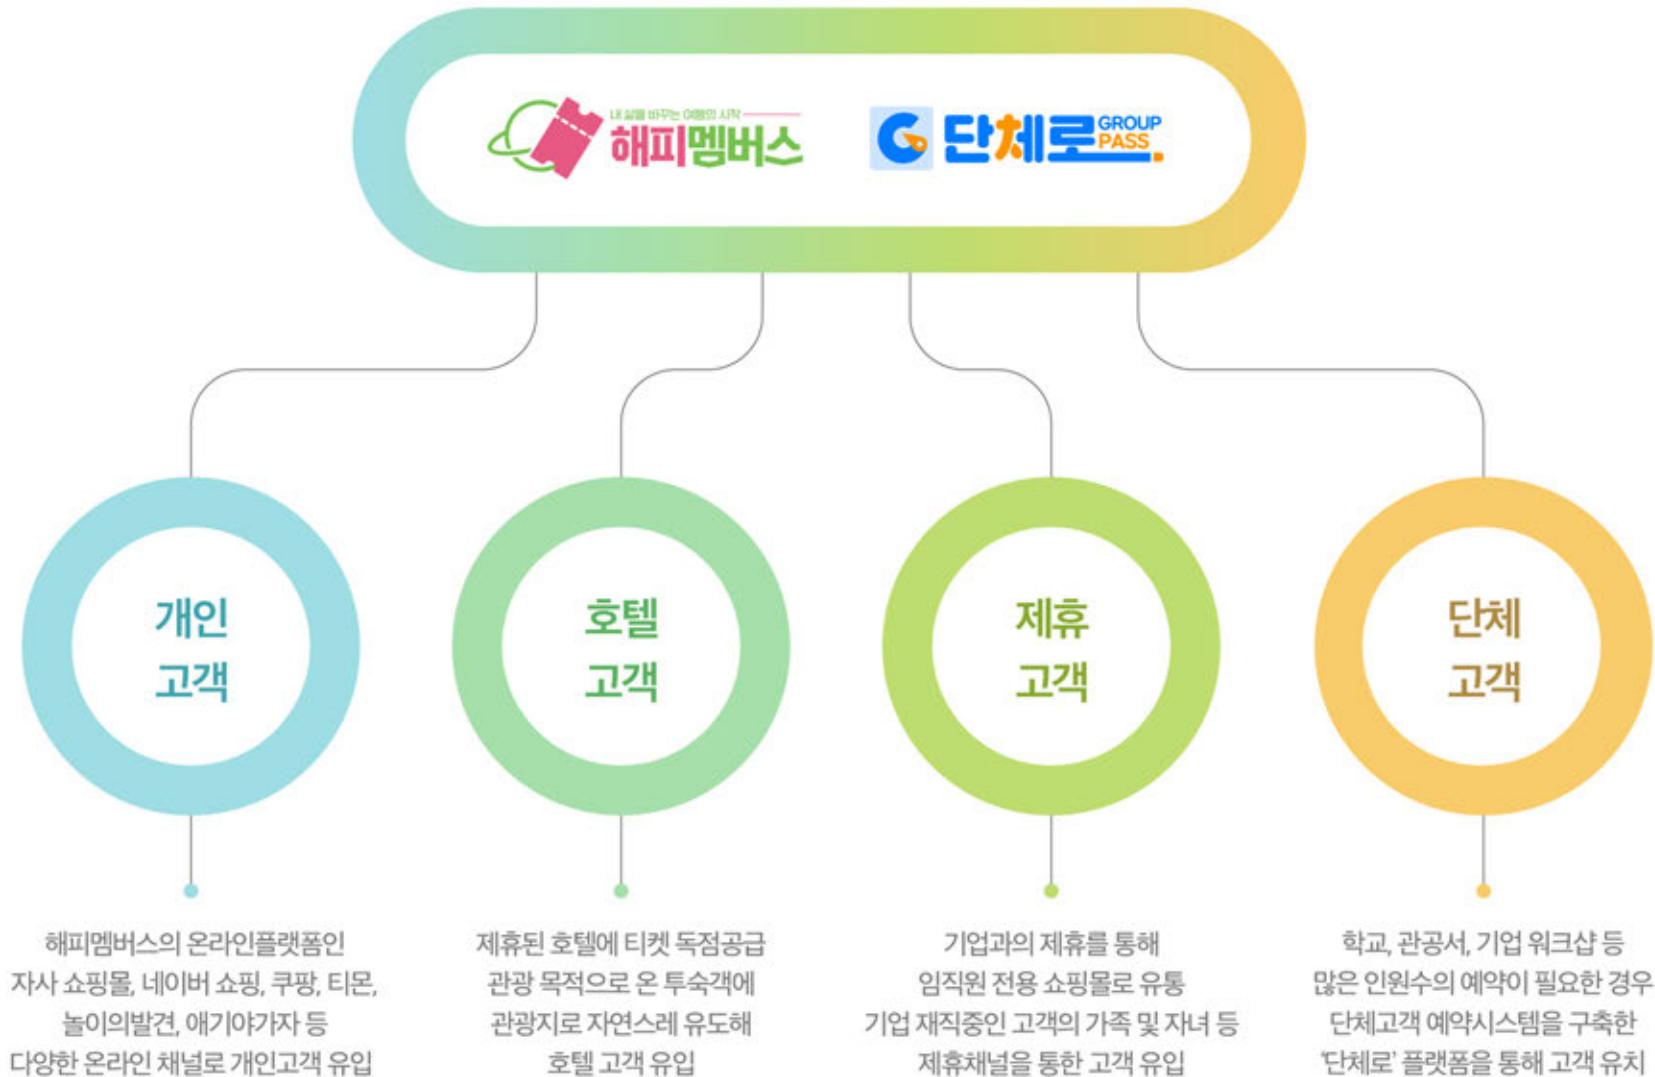 내 삶을 바꾸는 여행의 시작
해피멤버스
단체로 GROUP PASS
개인
고객
호텔
고객
제휴
고객
단체
고객
해피멤버스의 온라인플랫폼인
자사 쇼핑몰, 네이버 쇼핑, 쿠팡, 티몬,
놀이의발견, 애기야가자 등
다양한 온라인 채널로 개인고객 유입
제휴된 호텔에 티켓 독점공급
관광 목적으로 온 투숙객에
관광지로 자연스레 유도해
호텔 고객 유입
기업과의 제휴를 통해
임직원 전용 쇼핑몰로 유통
기업 재직중인 고객의 가족 및 자녀 등
제휴채널을 통한 고객 유입
학교, 관공서, 기업 워크샵 등
많은 인원수의 예약이 필요한 경우
단체고객 예약시스템을 구축한
'단체로' 플랫폼을 통해 고객 유치